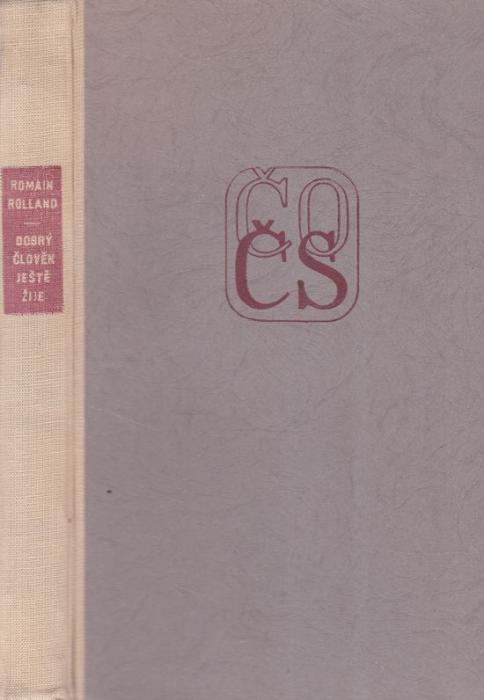 ROMAIN
ROLLAND
DOBRÝ
ČLOVĚK
JEŠTĚ
ŽIJE
ČO
ČS